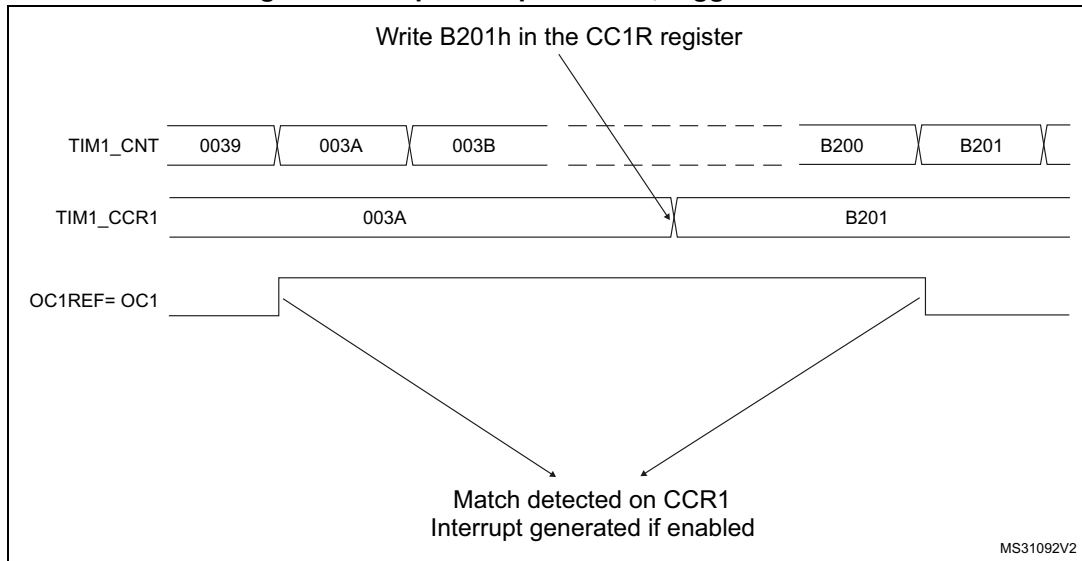 Write B201h in the CC1R register
TIM1_CNT 0039 003A 003B B200 B201
TIM1_CCR1 003A B201
OC1REF= OC1
Match detected on CCR1
Interrupt generated if enabled
MS31092V2